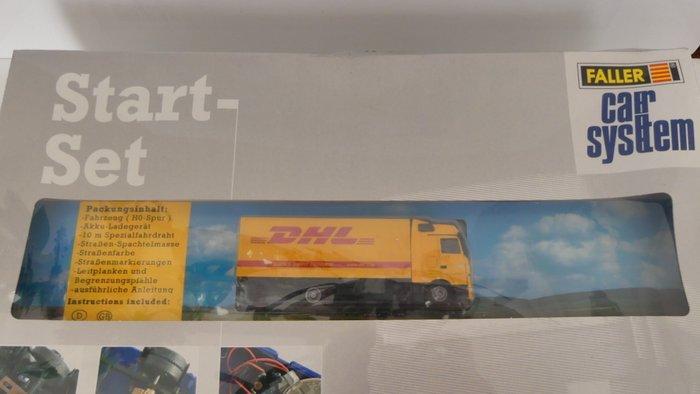 Start-
Set
FALLER
car
system
Packungsinhalt:
-Fahrzeug ( H0-Spur )
-Akku-Ladegerät
-10 m Spezialfahrdraht
-Straßen-Spachtelmasse
-Straßenfarbe
-Straßenmarkierungen
-Leitplanken und
Begrenzungspfähle
-ausführliche Anleitung
Instructions included:
D GB
DHL